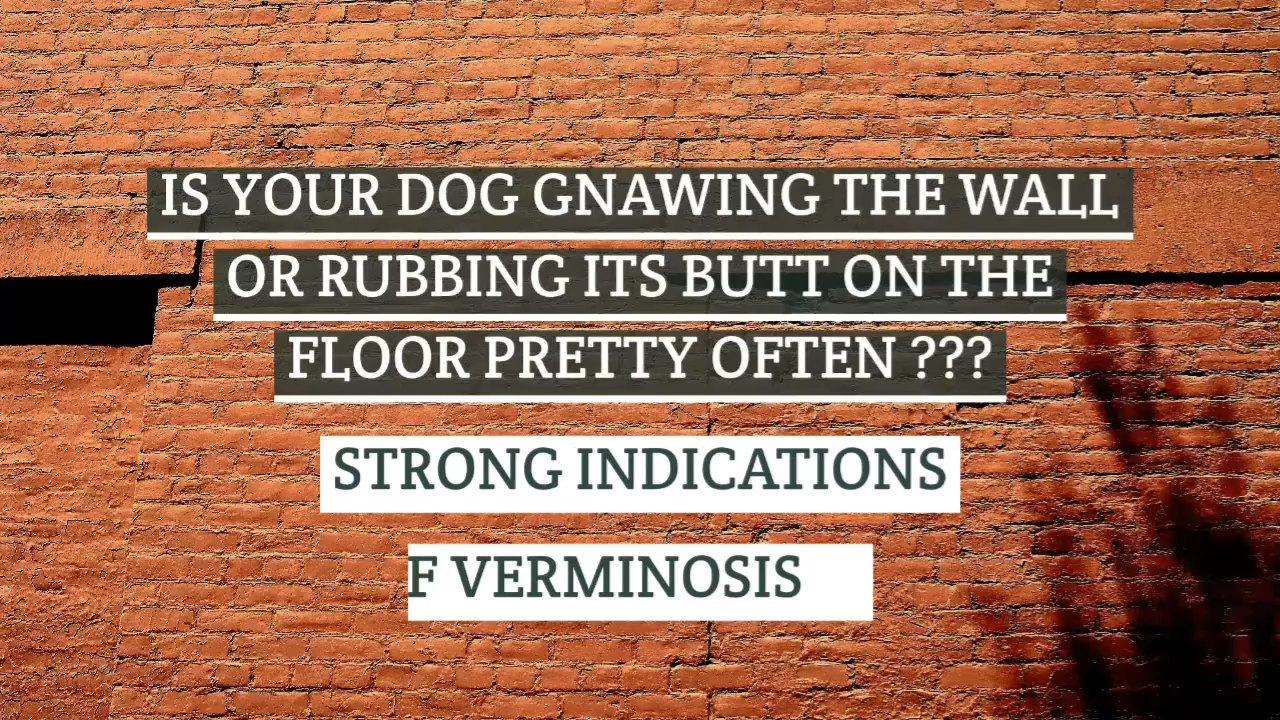 IS YOUR DOG GNAWING THE WALL
OR RUBBING ITS BUTT ON THE
FLOOR PRETTY OFTEN ???
STRONG INDICATIONS
F VERMINOSIS